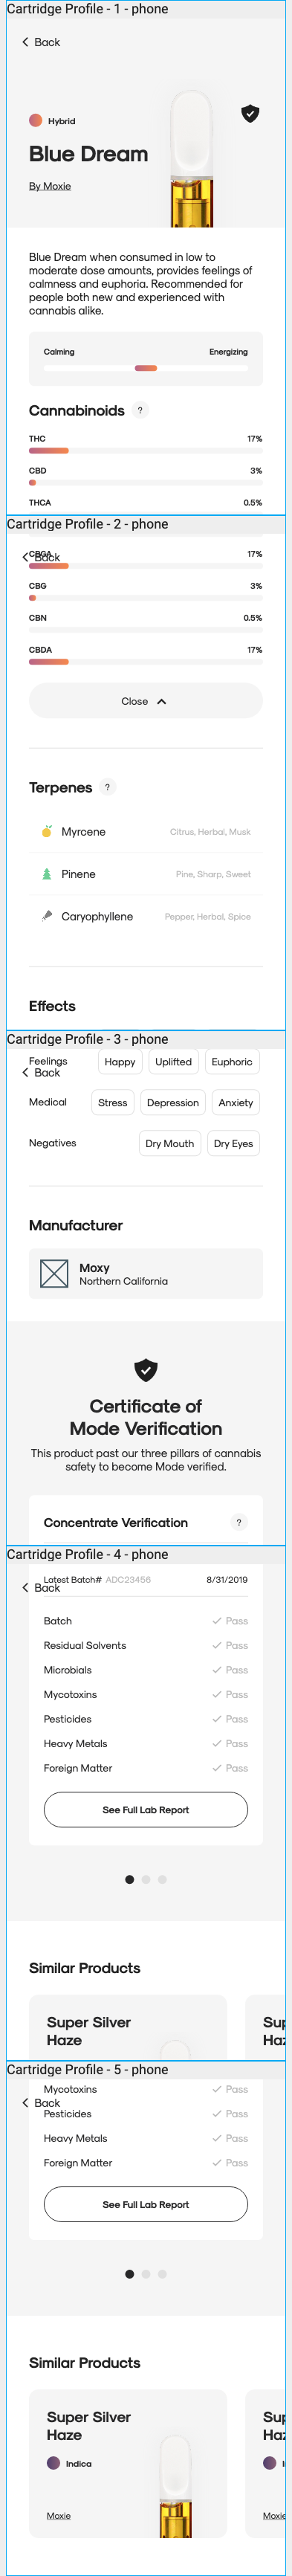 Cartridge Profile - 1 - phone
Back
Hybrid
Blue Dream
By Moxie
Blue Dream when consumed in low to
moderate dose amounts, provides feelings of
calmness and euphoria. Recommended for
people both new and experienced with
cannabis alike.
Calming Energizing
Cannabinoids ?
THC 17%
CBD 3%
THCA 0.5%
Cartridge Profile - 2 - phone
CBGA 17%
Back
CBG 3%
CBN 0.5%
CBDA 17%
Close
Terpenes ?
Myrcene Citrus, Herbal, Musk
Pinene Pine, Sharp, Sweet
Caryophyllene Pepper, Herbal, Spice
Effects
Cartridge Profile - 3 - phone
Feelings Happy Uplifted Euphoric
Back
Medical Stress Depression Anxiety
Negatives Dry Mouth Dry Eyes
Manufacturer
Moxy
Northern California
Certificate of
Mode Verification
This product past our three pillars of cannabis
safety to become Mode verified.
Concentrate Verification ?
Cartridge Profile - 4 - phone
Latest Batch# ADC23456 8/31/2019
Back
Batch Pass
Residual Solvents Pass
Microbials Pass
Mycotoxins Pass
Pesticides Pass
Heavy Metals Pass
Foreign Matter Pass
See Full Lab Report
Similar Products
Super Silver Sup
Haze Haz
Cartridge Profile - 5 - phone
Mycotoxins Pass
Back
Pesticides Pass
Heavy Metals Pass
Foreign Matter Pass
See Full Lab Report
Similar Products
Super Silver Sup
Haze Haz
Indica I
Moxie Moxie